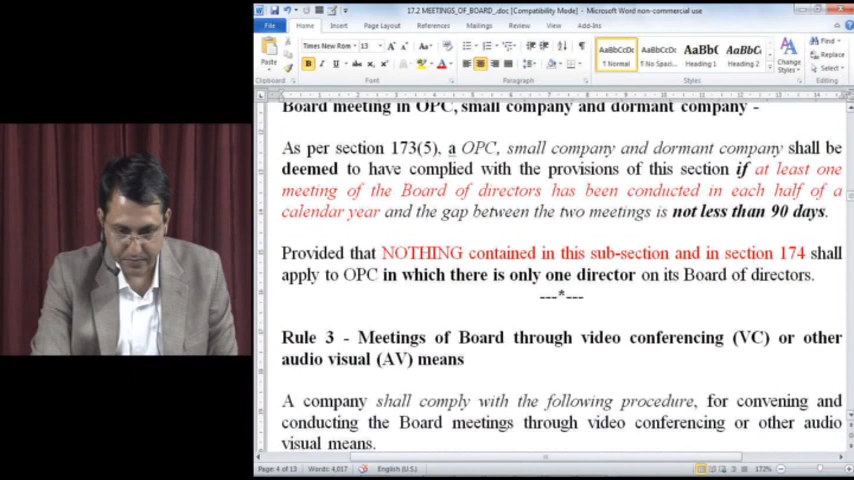 17.2 MEETINGS_OF_BOARD_.doc [Compatibility Mode] - Microsoft Word non-commercial use
File Home Insert Page Layout References Mailings Review View Add-Ins
Times New Rom 13
Paste
Clipboard Font Paragraph Styles Editing
AaBbCcDc AaBbCcDc AaBbC AaBbCc
¶ Normal ¶ No Spaci... Heading 1 Heading 2
Change Styles
Find
Replace
Select
Board meeting in OPC, small company and dormant company -
As per section 173(5), a OPC, small company and dormant company shall be
deemed to have complied with the provisions of this section if at least one
meeting of the Board of directors has been conducted in each half of a
calendar year and the gap between the two meetings is not less than 90 days.
Provided that NOTHING contained in this sub-section and in section 174 shall
apply to OPC in which there is only one director on its Board of directors.
---*---
Rule 3 - Meetings of Board through video conferencing (VC) or other
audio visual (AV) means
A company shall comply with the following procedure, for convening and
conducting the Board meetings through video conferencing or other audio
visual means.
Page: 4 of 13 Words: 4,017 English (U.S.) 172%